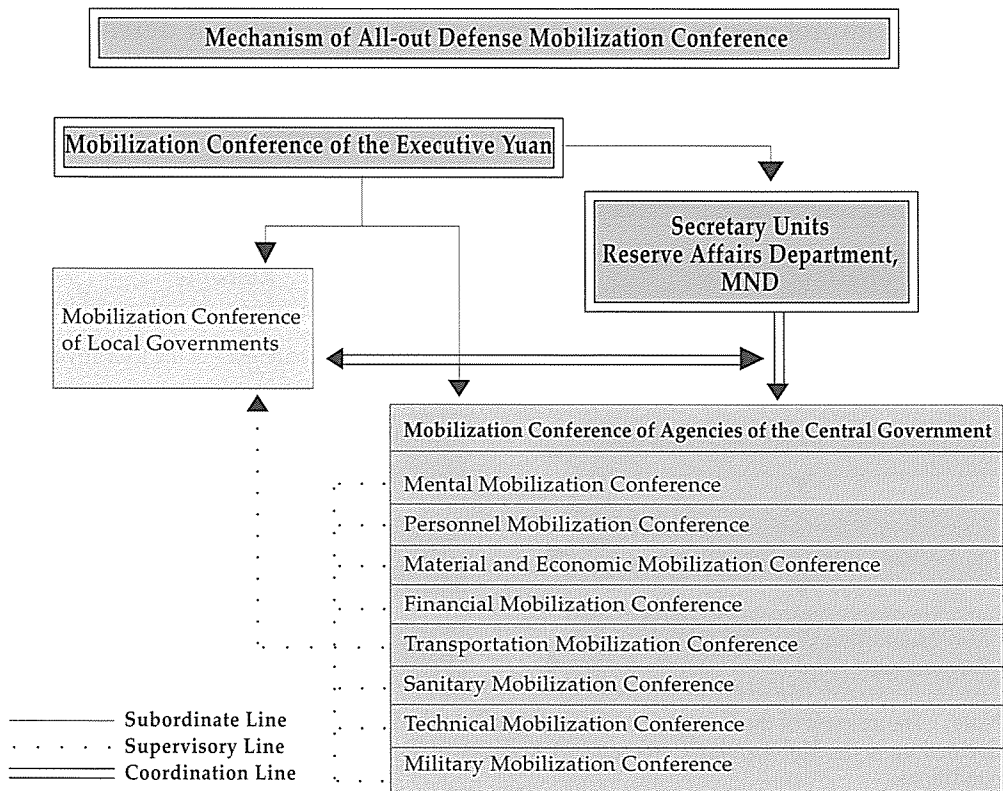 Mechanism of All-out Defense Mobilization Conference
Mobilization Conference of the Executive Yuan
Secretary Units
Reserve Affairs Department,
MND
Mobilization Conference
of Local Governments
Mobilization Conference of Agencies of the Central Government
Mental Mobilization Conference
Personnel Mobilization Conference
Material and Economic Mobilization Conference
Financial Mobilization Conference
Transportation Mobilization Conference
Sanitary Mobilization Conference
Technical Mobilization Conference
Military Mobilization Conference
Subordinate Line
Supervisory Line
Coordination Line